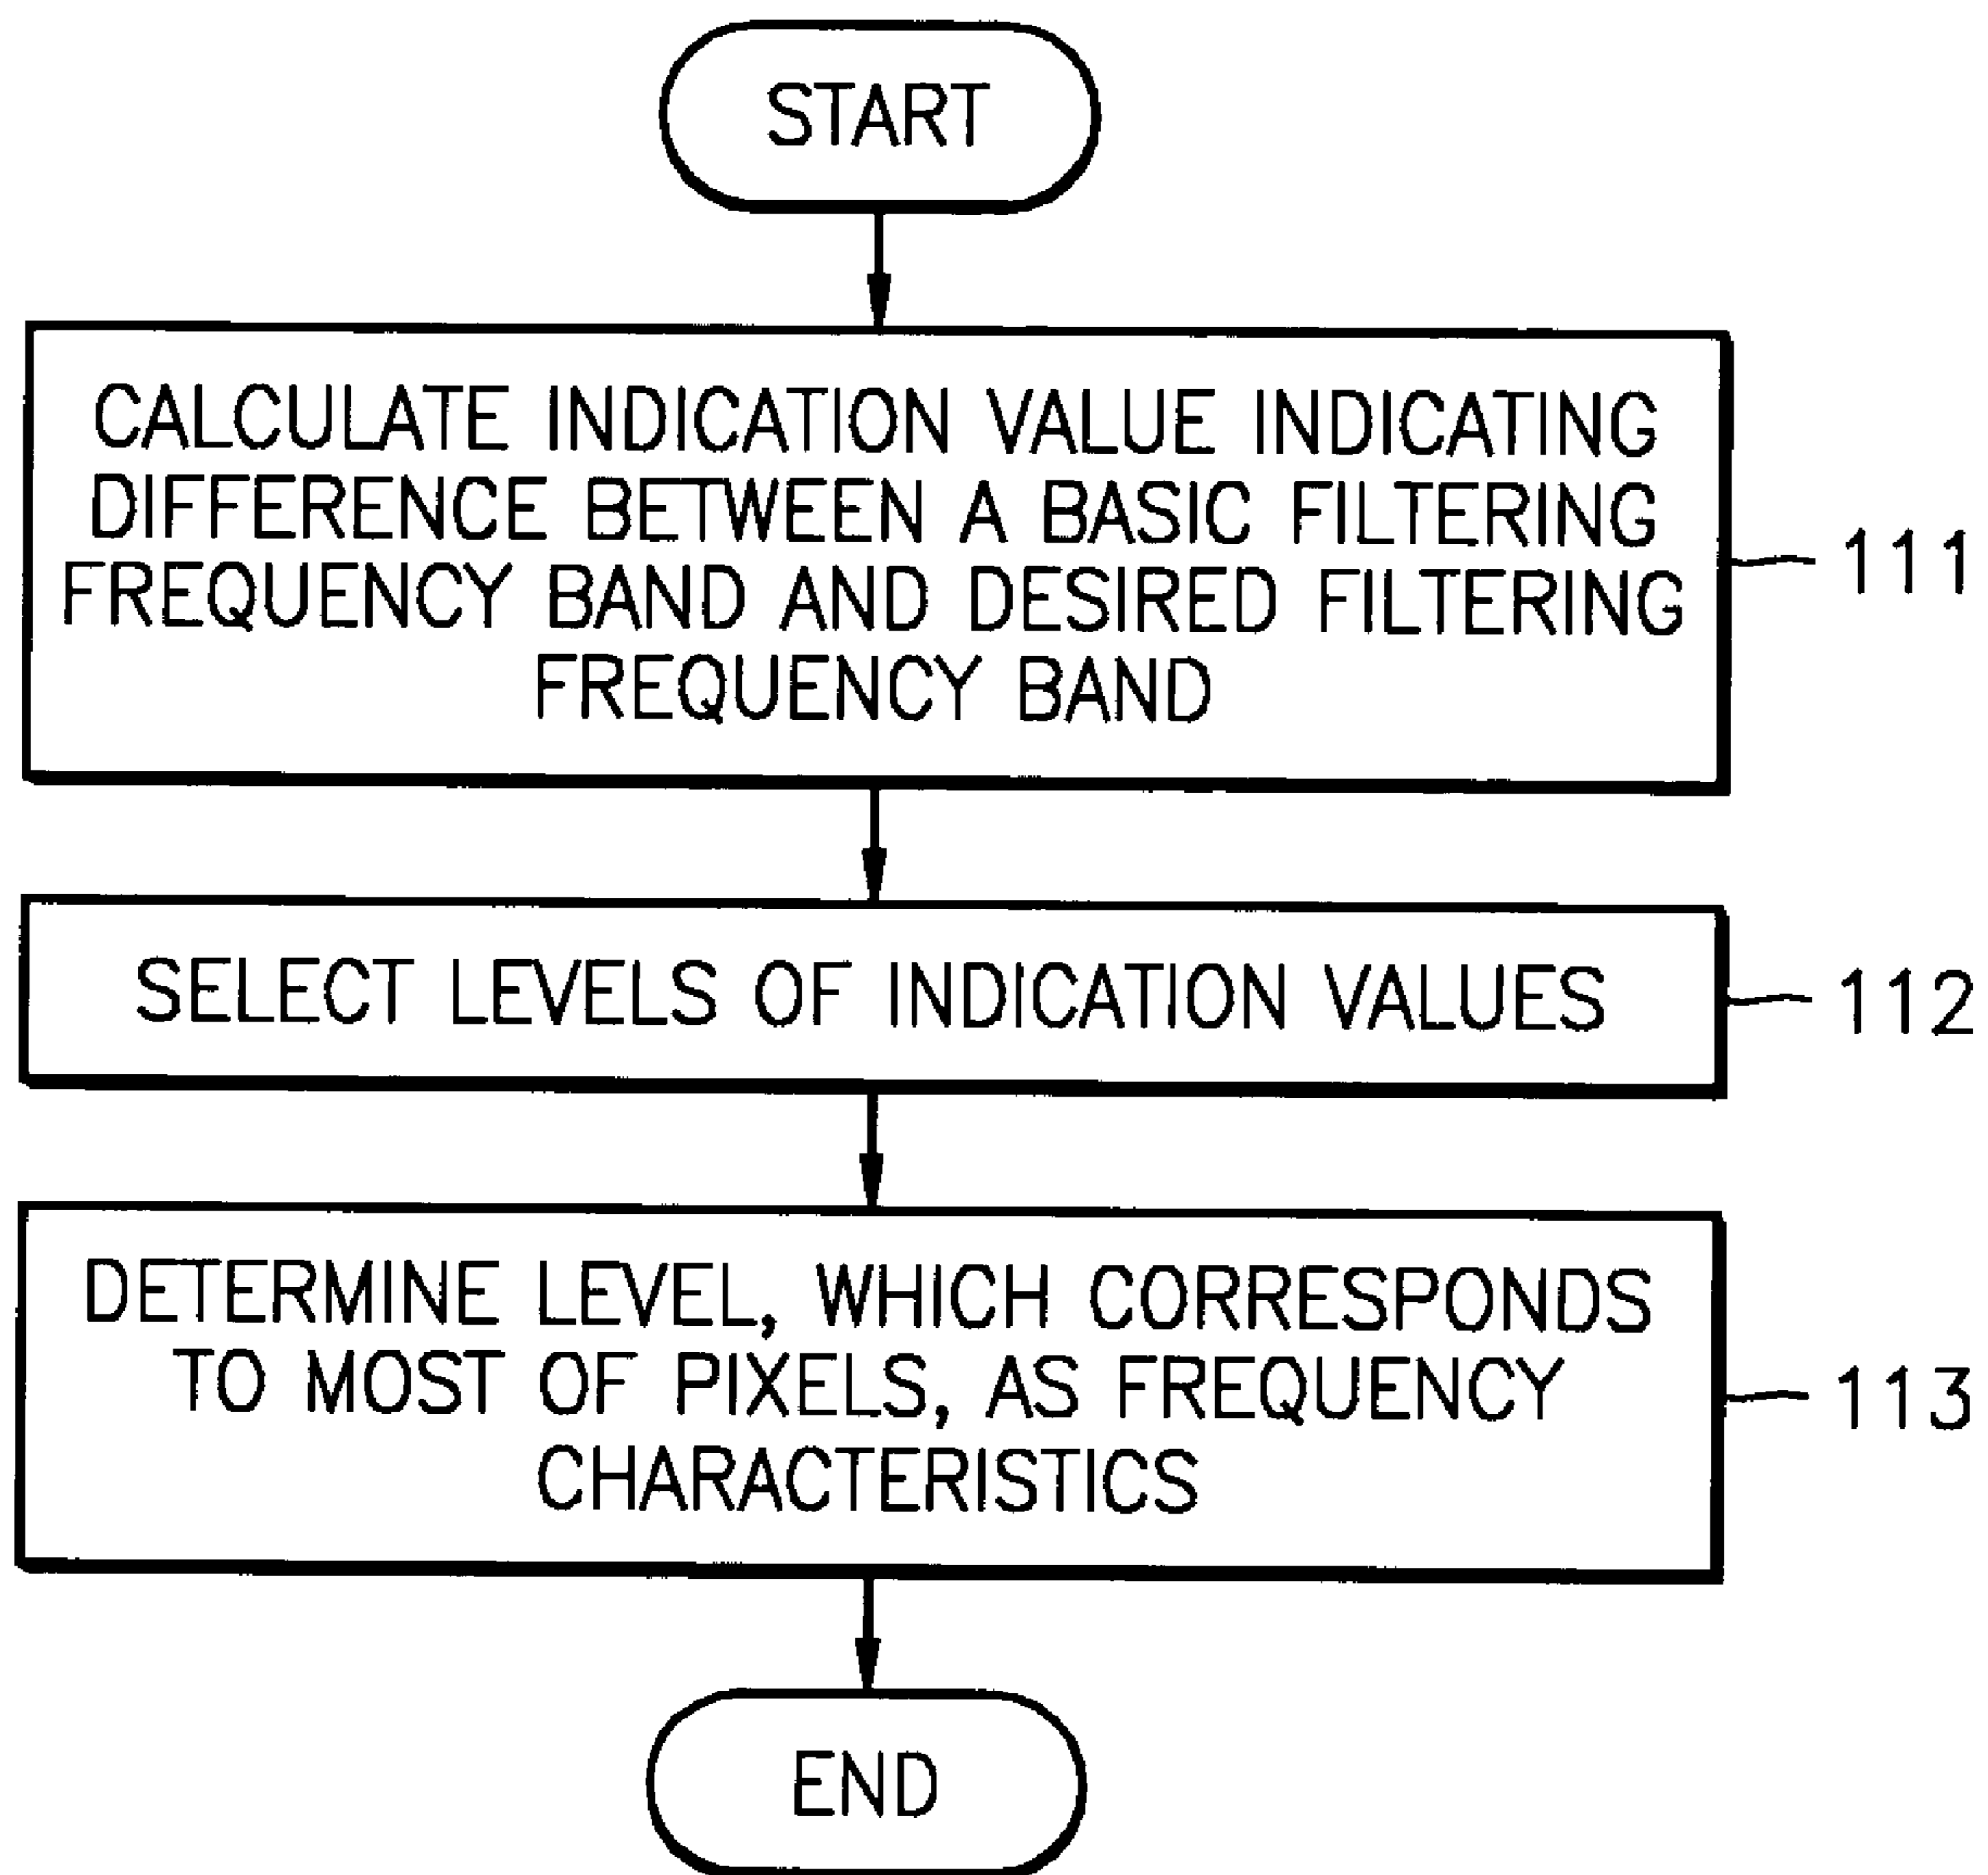 START
CALCULATE INDICATION VALUE INDICATING
DIFFERENCE BETWEEN A BASIC FILTERING
FREQUENCY BAND AND DESIRED FILTERING
FREQUENCY BAND
111
SELECT LEVELS OF INDICATION VALUES
112
DETERMINE LEVEL, WHICH CORRESPONDS
TO MOST OF PIXELS, AS FREQUENCY
CHARACTERISTICS
113
END